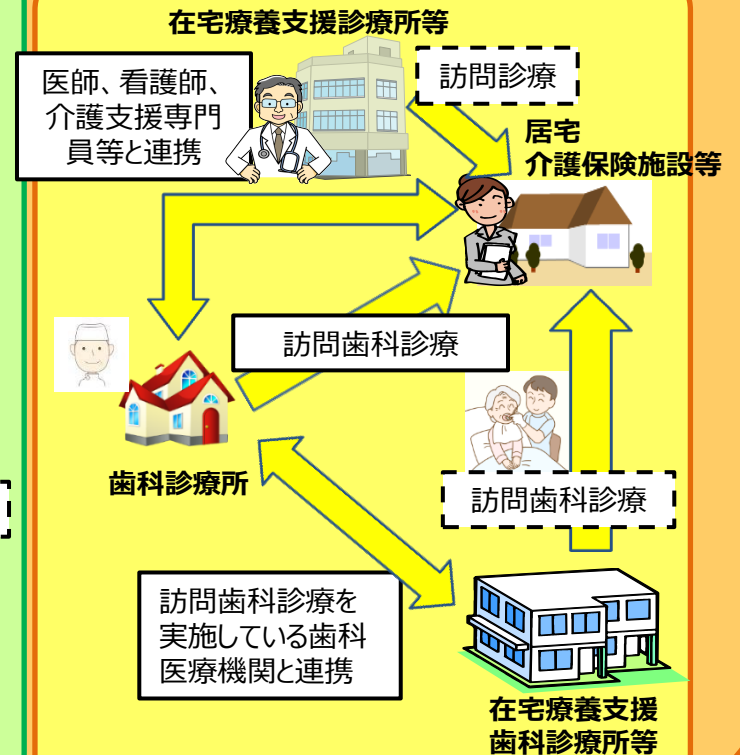 在宅療養支援診療所等
医師、看護師、
介護支援専門
員等と連携
訪問診療
居宅
介護保険施設等
訪問歯科診療
歯科診療所
訪問歯科診療
訪問歯科診療を
実施している歯科
医療機関と連携
在宅療養支援
歯科診療所等